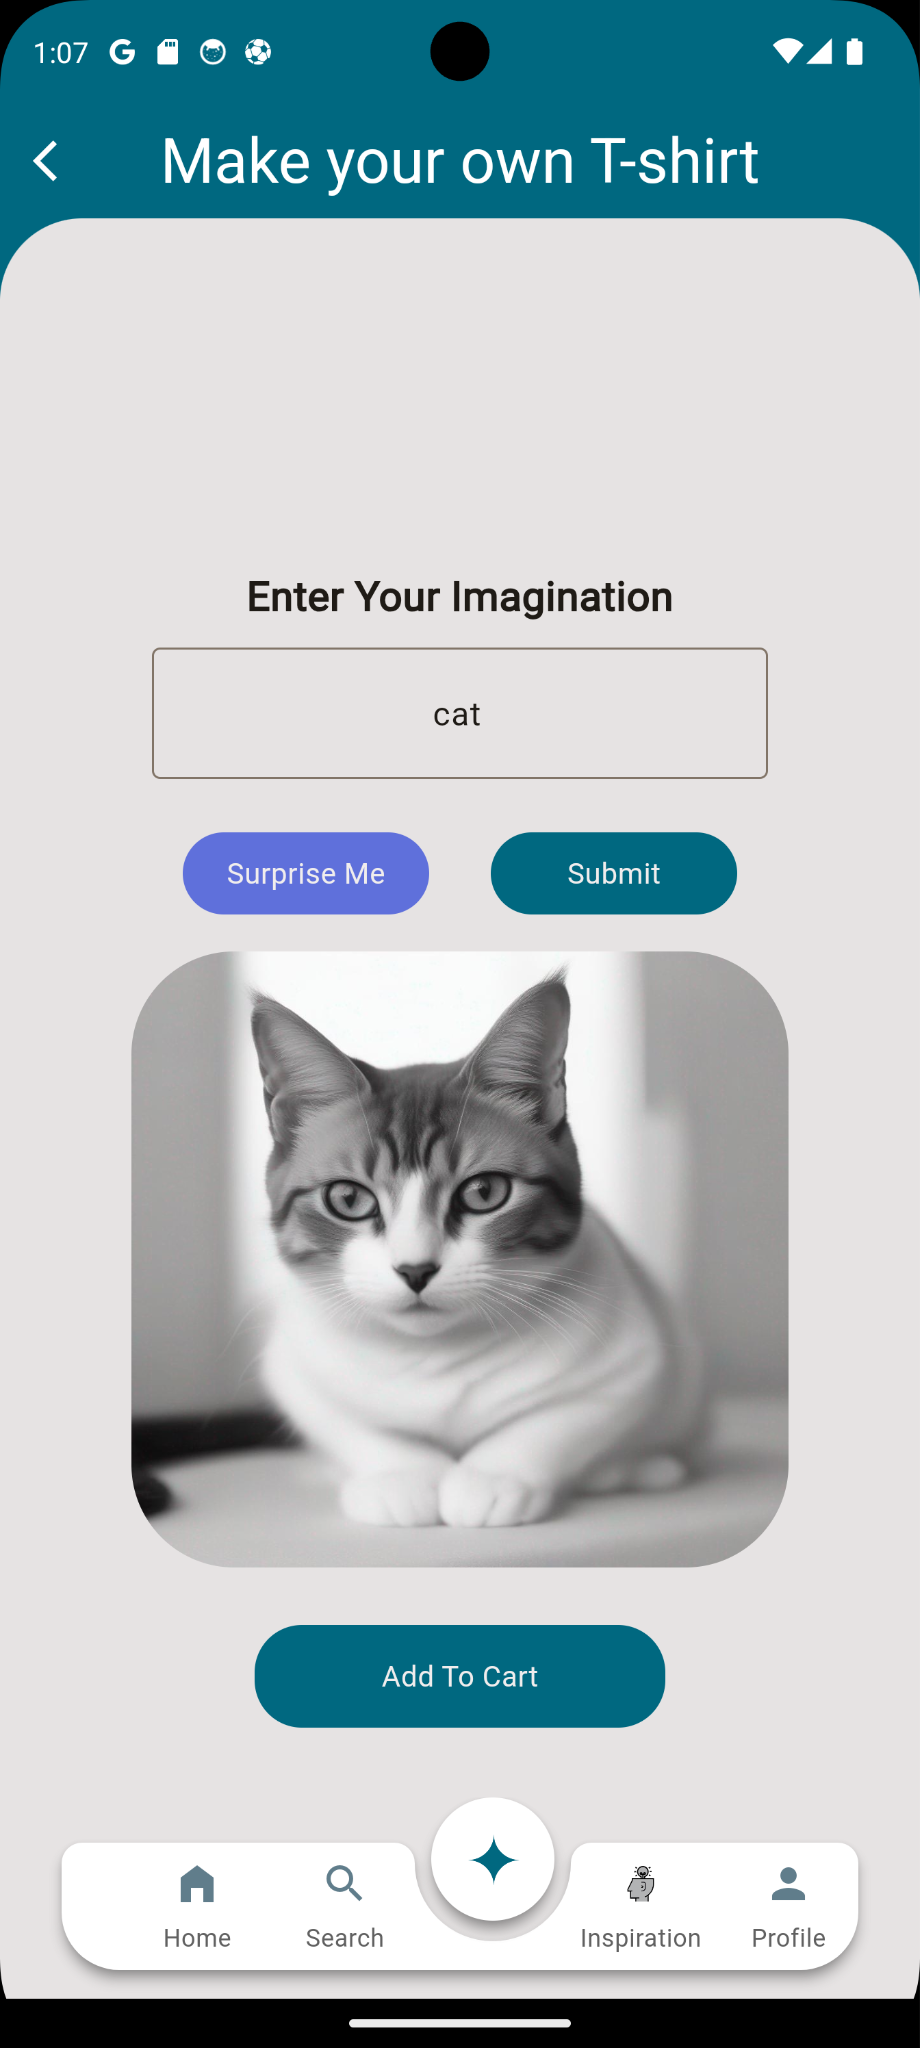 1:07
Make your own T-shirt
Enter Your Imagination
cat
Surprise Me
Submit
Add To Cart
Home
Search
Inspiration
Profile